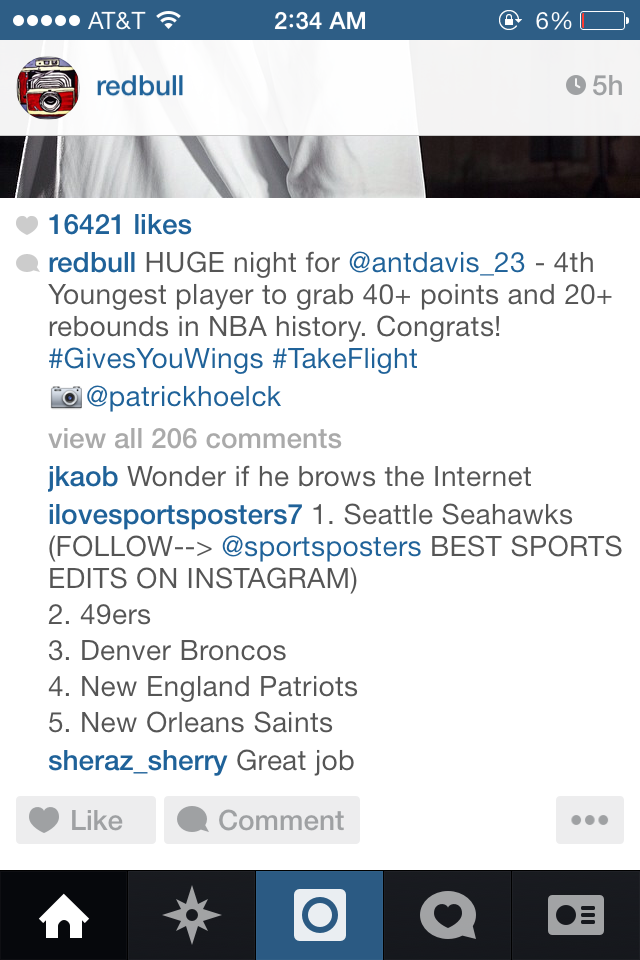 AT&T 2:34 AM 6%
redbull 5h
16421 likes
redbull HUGE night for @antdavis_23 - 4th
Youngest player to grab 40+ points and 20+
rebounds in NBA history. Congrats!
#GivesYouWings #TakeFlight
📷@patrickhoelck
view all 206 comments
jkaob Wonder if he brows the Internet
ilovesportsposters7 1. Seattle Seahawks
(FOLLOW--> @sportsposters BEST SPORTS
EDITS ON INSTAGRAM)
2. 49ers
3. Denver Broncos
4. New England Patriots
5. New Orleans Saints
sheraz_sherry Great job
Like Comment